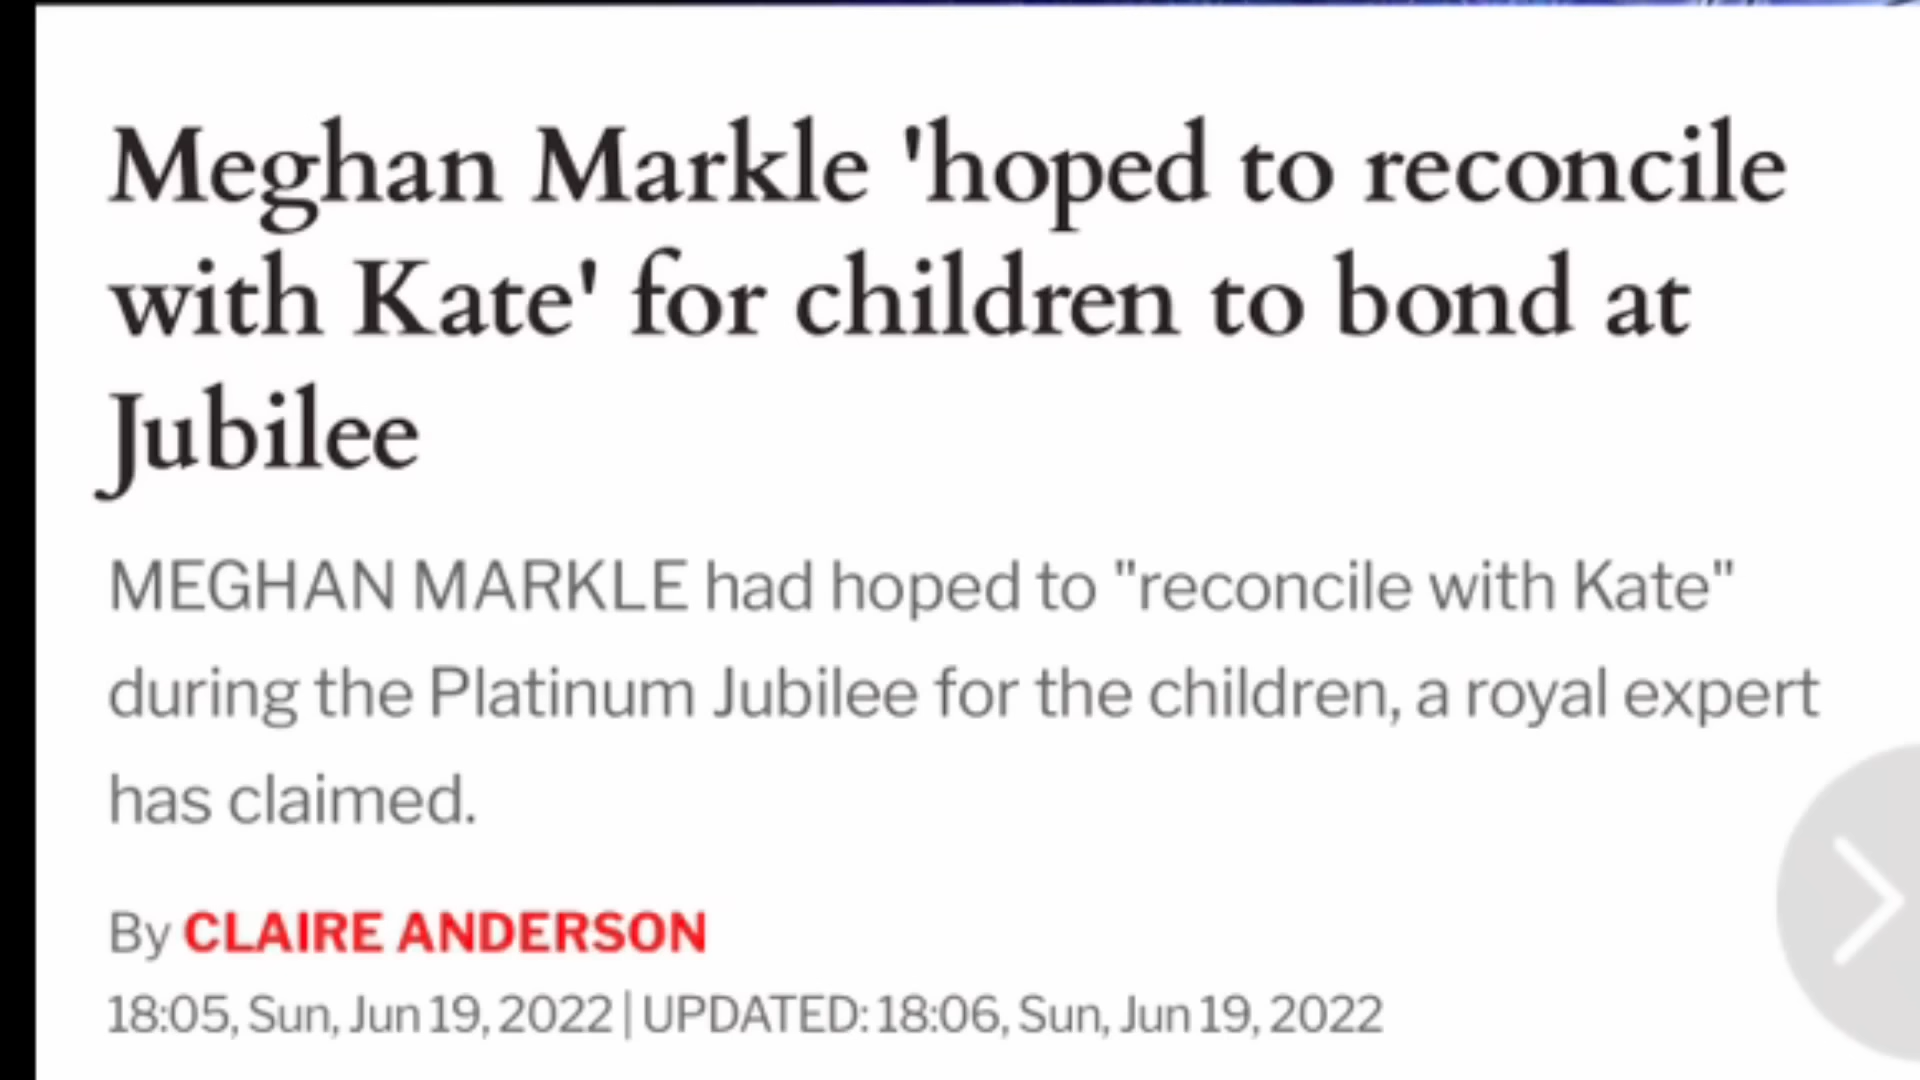 Meghan Markle 'hoped to reconcile
with Kate' for children to bond at
Jubilee
MEGHAN MARKLE had hoped to "reconcile with Kate"
during the Platinum Jubilee for the children, a royal expert
has claimed.
By CLAIRE ANDERSON
18:05, Sun, Jun 19, 2022 | UPDATED: 18:06, Sun, Jun 19, 2022